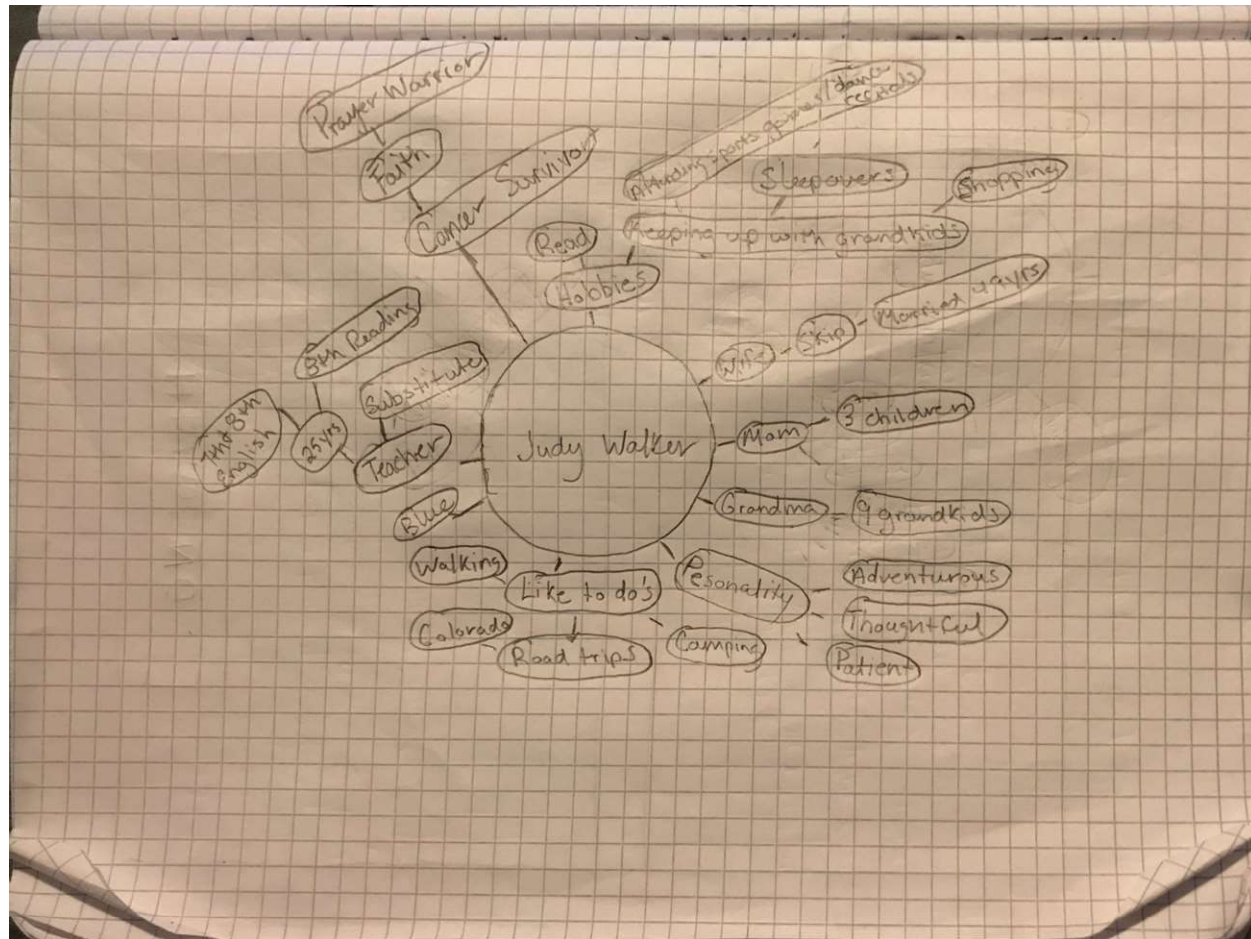 Prayer Warrior
Faith
Cancer Survivor
Attending sports games/dance
recitals
Sleepovers
Shopping
Keeping up with grandkids
Read
Hobbies
Wife
Skip
Married 49yrs
8th Reading
Substitute
7th+8th
English
25yrs
Teacher
Judy Walker
Mom
3 children
Blue
Grandma
9 grandkids
Walking
Like to do's
Pesonality
Adventurous
Thoughtful
Patient
Colorado
Road trips
Camping